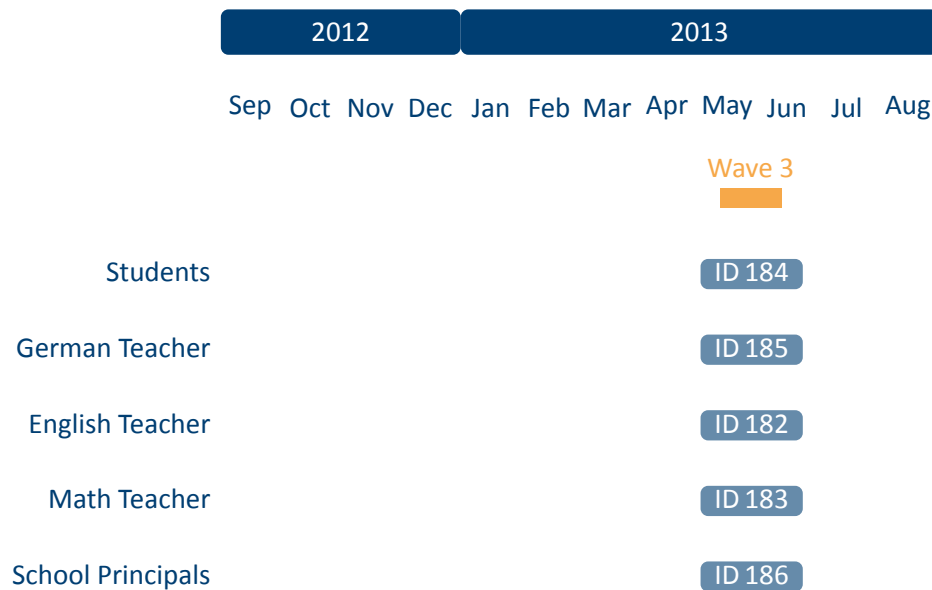 2012 2013
Sep Oct Nov Dec Jan Feb Mar Apr May Jun Jul Aug
Wave 3
Students ID 184
German Teacher ID 185
English Teacher ID 182
Math Teacher ID 183
School Principals ID 186